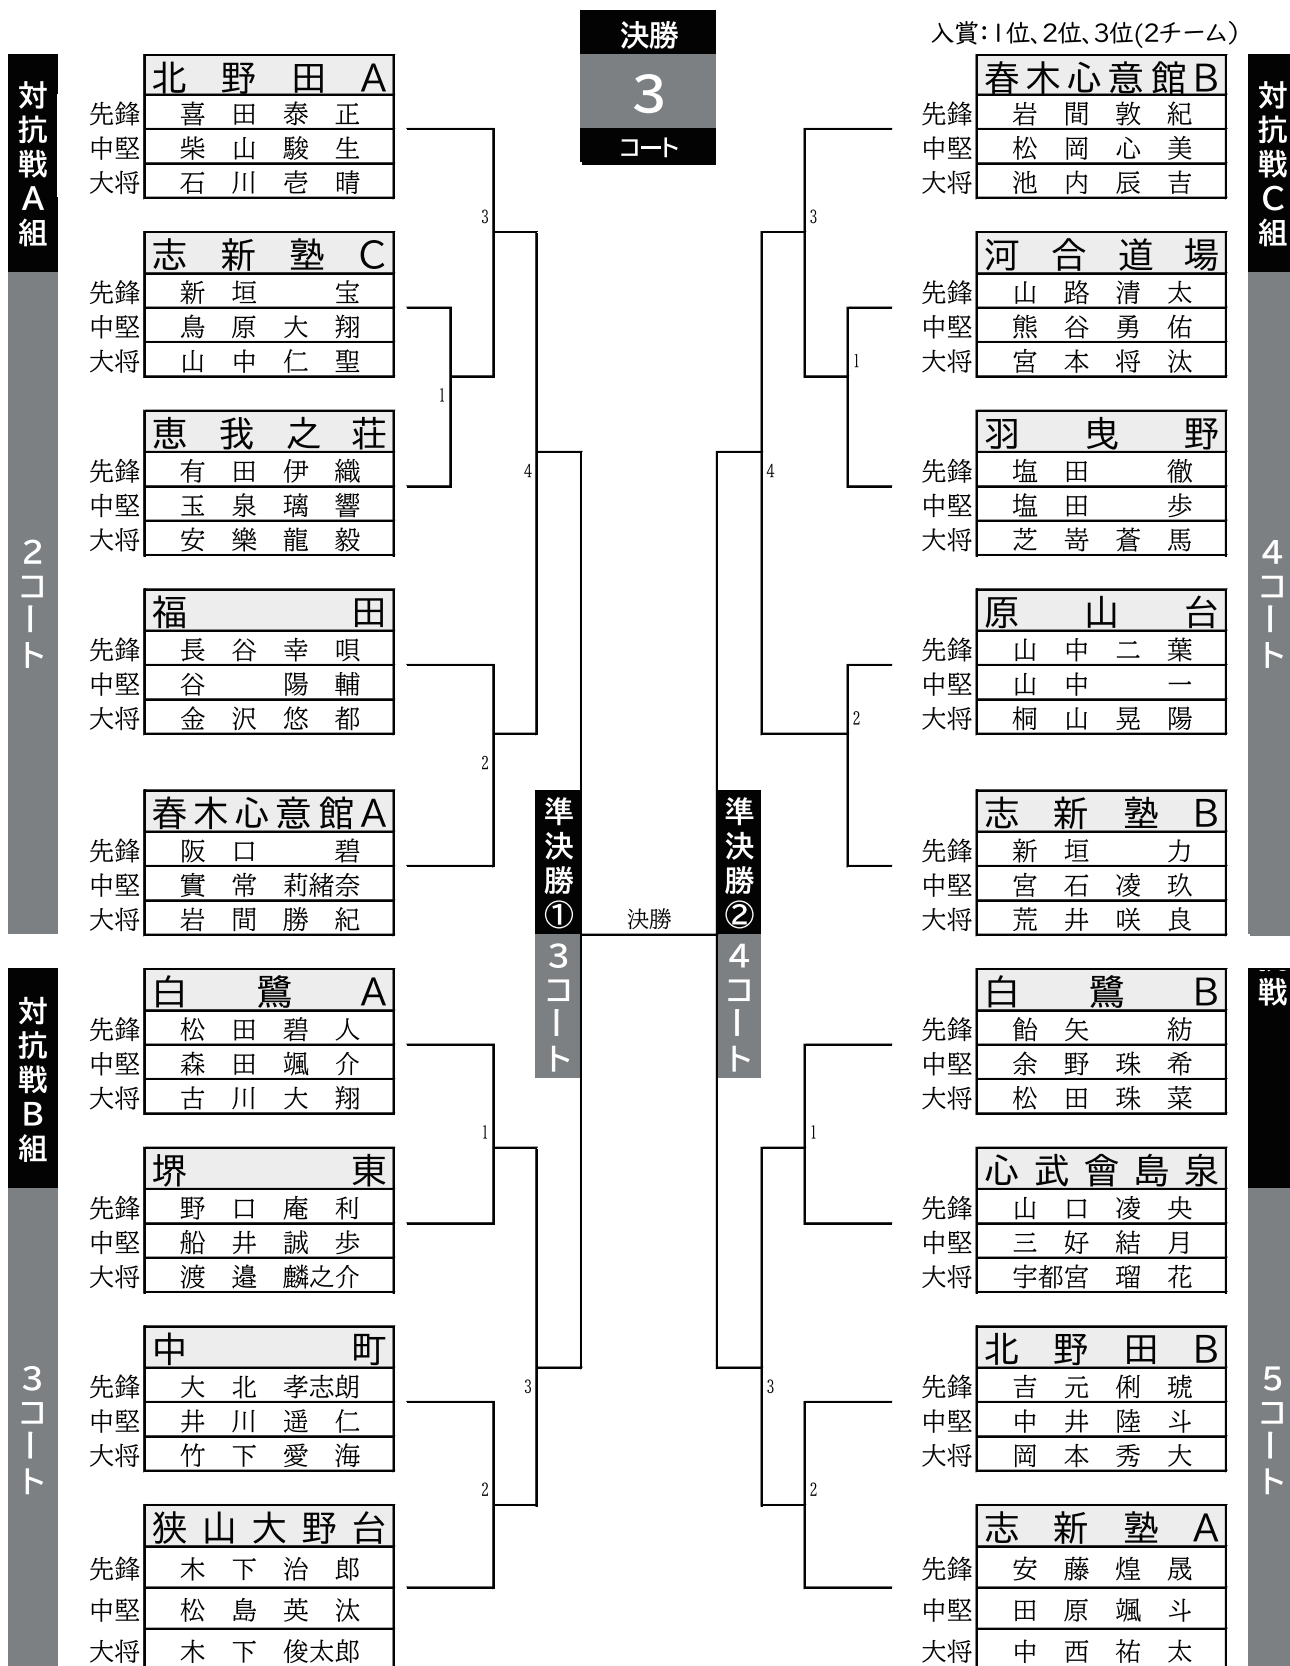 決勝
3
コート
入賞：1位、2位、3位(2チーム)
対抗戦A組
2コート
北野田A
先鋒 喜田泰正
中堅 柴山駿生
大将 石川壱晴
志新塾C
先鋒 新垣 宝
中堅 鳥原大翔
大将 山中仁聖
恵我之荘
先鋒 有田伊織
中堅 玉泉璃響
大将 安樂龍毅
福田
先鋒 長谷幸唄
中堅 谷 陽輔
大将 金沢悠都
春木心意館A
先鋒 阪口 碧
中堅 實常莉緒奈
大将 岩間勝紀
3
1
4
2
対抗戦B組
3コート
白鷺A
先鋒 松田碧人
中堅 森田颯介
大将 古川大翔
堺東
先鋒 野口庵利
中堅 船井誠歩
大将 渡邉麟之介
中町
先鋒 大北孝志朗
中堅 井川遥仁
大将 竹下愛海
狭山大野台
先鋒 木下治郎
中堅 松島英汰
大将 木下俊太郎
1
3
2
準決勝①
3コート
決勝
準決勝②
4コート
対抗戦C組
4コート
春木心意館B
先鋒 岩間敦紀
中堅 松岡心美
大将 池内辰吉
河合道場
先鋒 山路清太
中堅 熊谷勇佑
大将 宮本将汰
羽曳野
先鋒 塩田 徹
中堅 塩田 歩
大将 芝嵜蒼馬
原山台
先鋒 山中二葉
中堅 山中 一
大将 桐山晃陽
志新塾B
先鋒 新垣 力
中堅 宮石凌玖
大将 荒井咲良
3
1
4
2
戦
5コート
白鷺B
先鋒 飴矢 紡
中堅 余野珠希
大将 松田珠菜
心武會島泉
先鋒 山口凌央
中堅 三好結月
大将 宇都宮瑠花
北野田B
先鋒 吉元俐琥
中堅 中井陸斗
大将 岡本秀大
志新塾A
先鋒 安藤煌晟
中堅 田原颯斗
大将 中西祐太
1
3
2